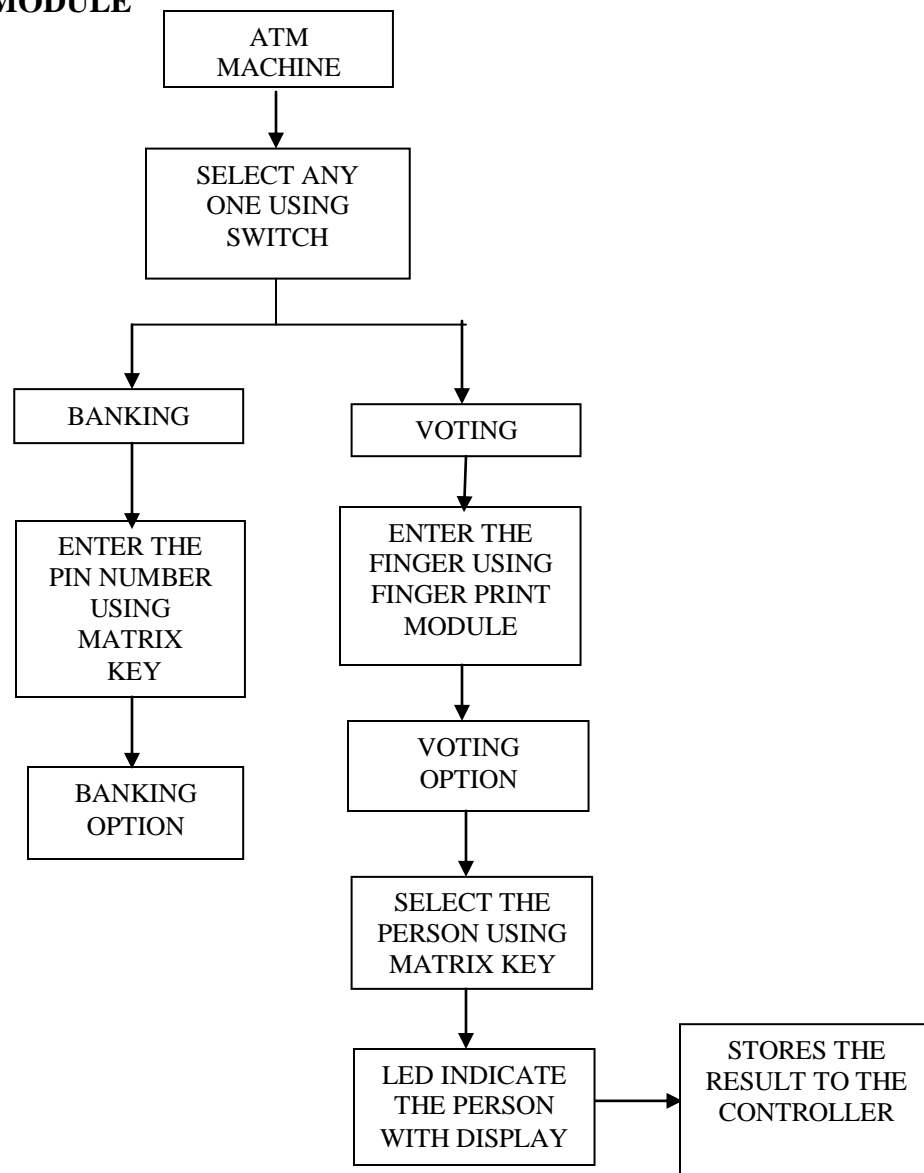 MODULE
ATM
MACHINE
SELECT ANY
ONE USING
SWITCH
BANKING
VOTING
ENTER THE
PIN NUMBER
USING
MATRIX
KEY
ENTER THE
FINGER USING
FINGER PRINT
MODULE
BANKING
OPTION
VOTING
OPTION
SELECT THE
PERSON USING
MATRIX KEY
LED INDICATE
THE PERSON
WITH DISPLAY
STORES THE
RESULT TO THE
CONTROLLER